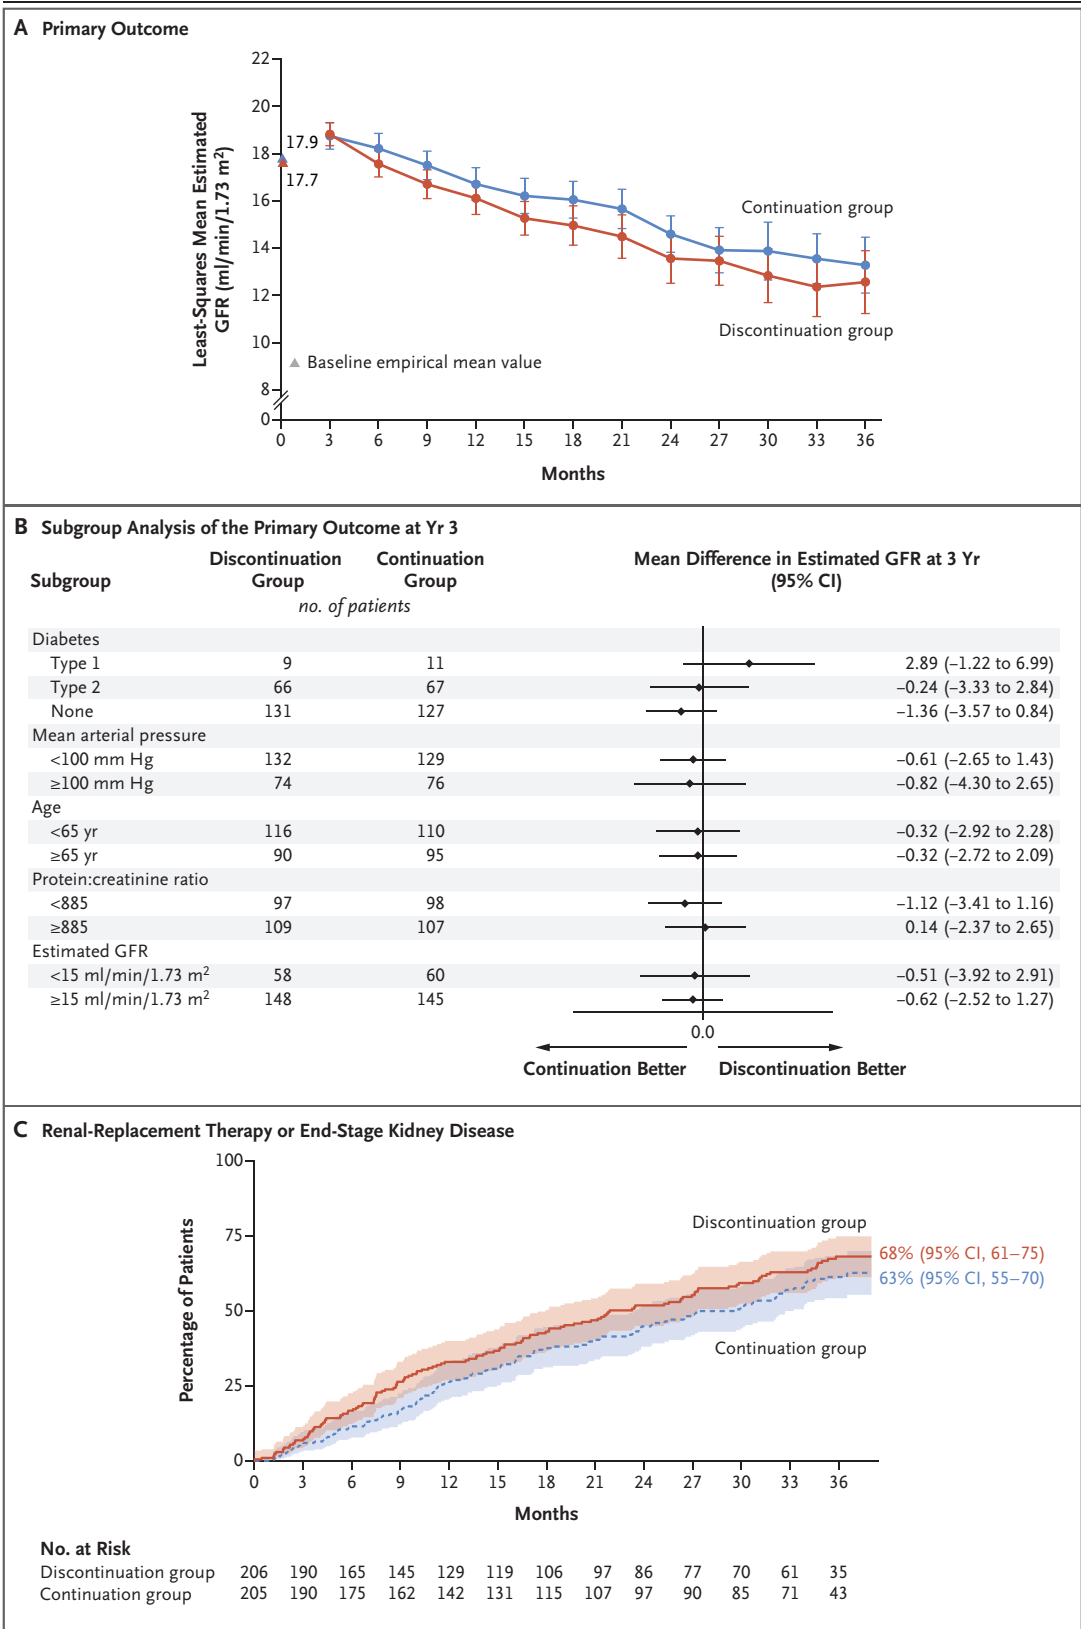 A Primary Outcome
Least-Squares Mean Estimated
GFR (ml/min/1.73 m²)
22
20
18
16
14
12
10
8
0
17.9
17.7
Continuation group
Discontinuation group
Baseline empirical mean value
0 3 6 9 12 15 18 21 24 27 30 33 36
Months
B Subgroup Analysis of the Primary Outcome at Yr 3
Subgroup
Discontinuation
Group
Continuation
Group
Mean Difference in Estimated GFR at 3 Yr
(95% CI)
no. of patients
Diabetes
Type 1 9 11 2.89 (–1.22 to 6.99)
Type 2 66 67 –0.24 (–3.33 to 2.84)
None 131 127 –1.36 (–3.57 to 0.84)
Mean arterial pressure
<100 mm Hg 132 129 –0.61 (–2.65 to 1.43)
≥100 mm Hg 74 76 –0.82 (–4.30 to 2.65)
Age
<65 yr 116 110 –0.32 (–2.92 to 2.28)
≥65 yr 90 95 –0.32 (–2.72 to 2.09)
Protein:creatinine ratio
<885 97 98 –1.12 (–3.41 to 1.16)
≥885 109 107 0.14 (–2.37 to 2.65)
Estimated GFR
<15 ml/min/1.73 m² 58 60 –0.51 (–3.92 to 2.91)
≥15 ml/min/1.73 m² 148 145 –0.62 (–2.52 to 1.27)
0.0
Continuation Better Discontinuation Better
C Renal-Replacement Therapy or End-Stage Kidney Disease
Percentage of Patients
100
75
50
25
0
Discontinuation group
68% (95% CI, 61–75)
63% (95% CI, 55–70)
Continuation group
0 3 6 9 12 15 18 21 24 27 30 33 36
Months
No. at Risk
Discontinuation group 206 190 165 145 129 119 106 97 86 77 70 61 35
Continuation group 205 190 175 162 142 131 115 107 97 90 85 71 43